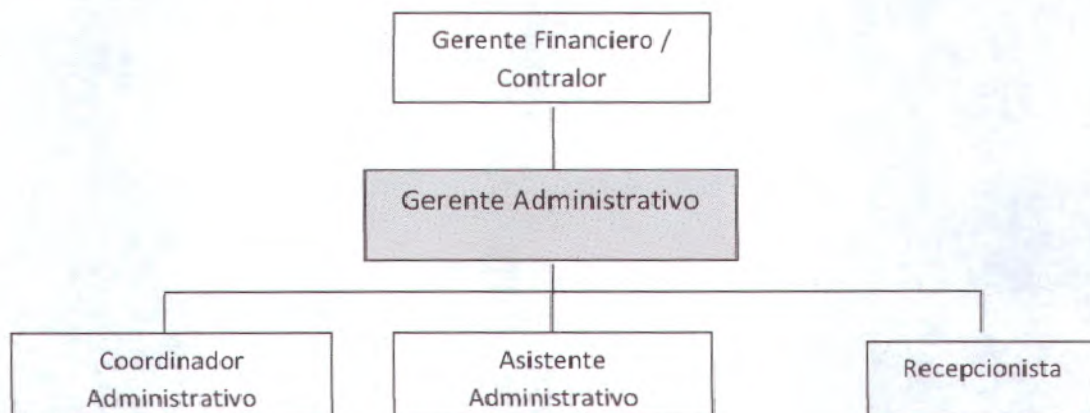 Gerente Financiero /
Contralor
Gerente Administrativo
Coordinador
Administrativo
Asistente
Administrativo
Recepcionista